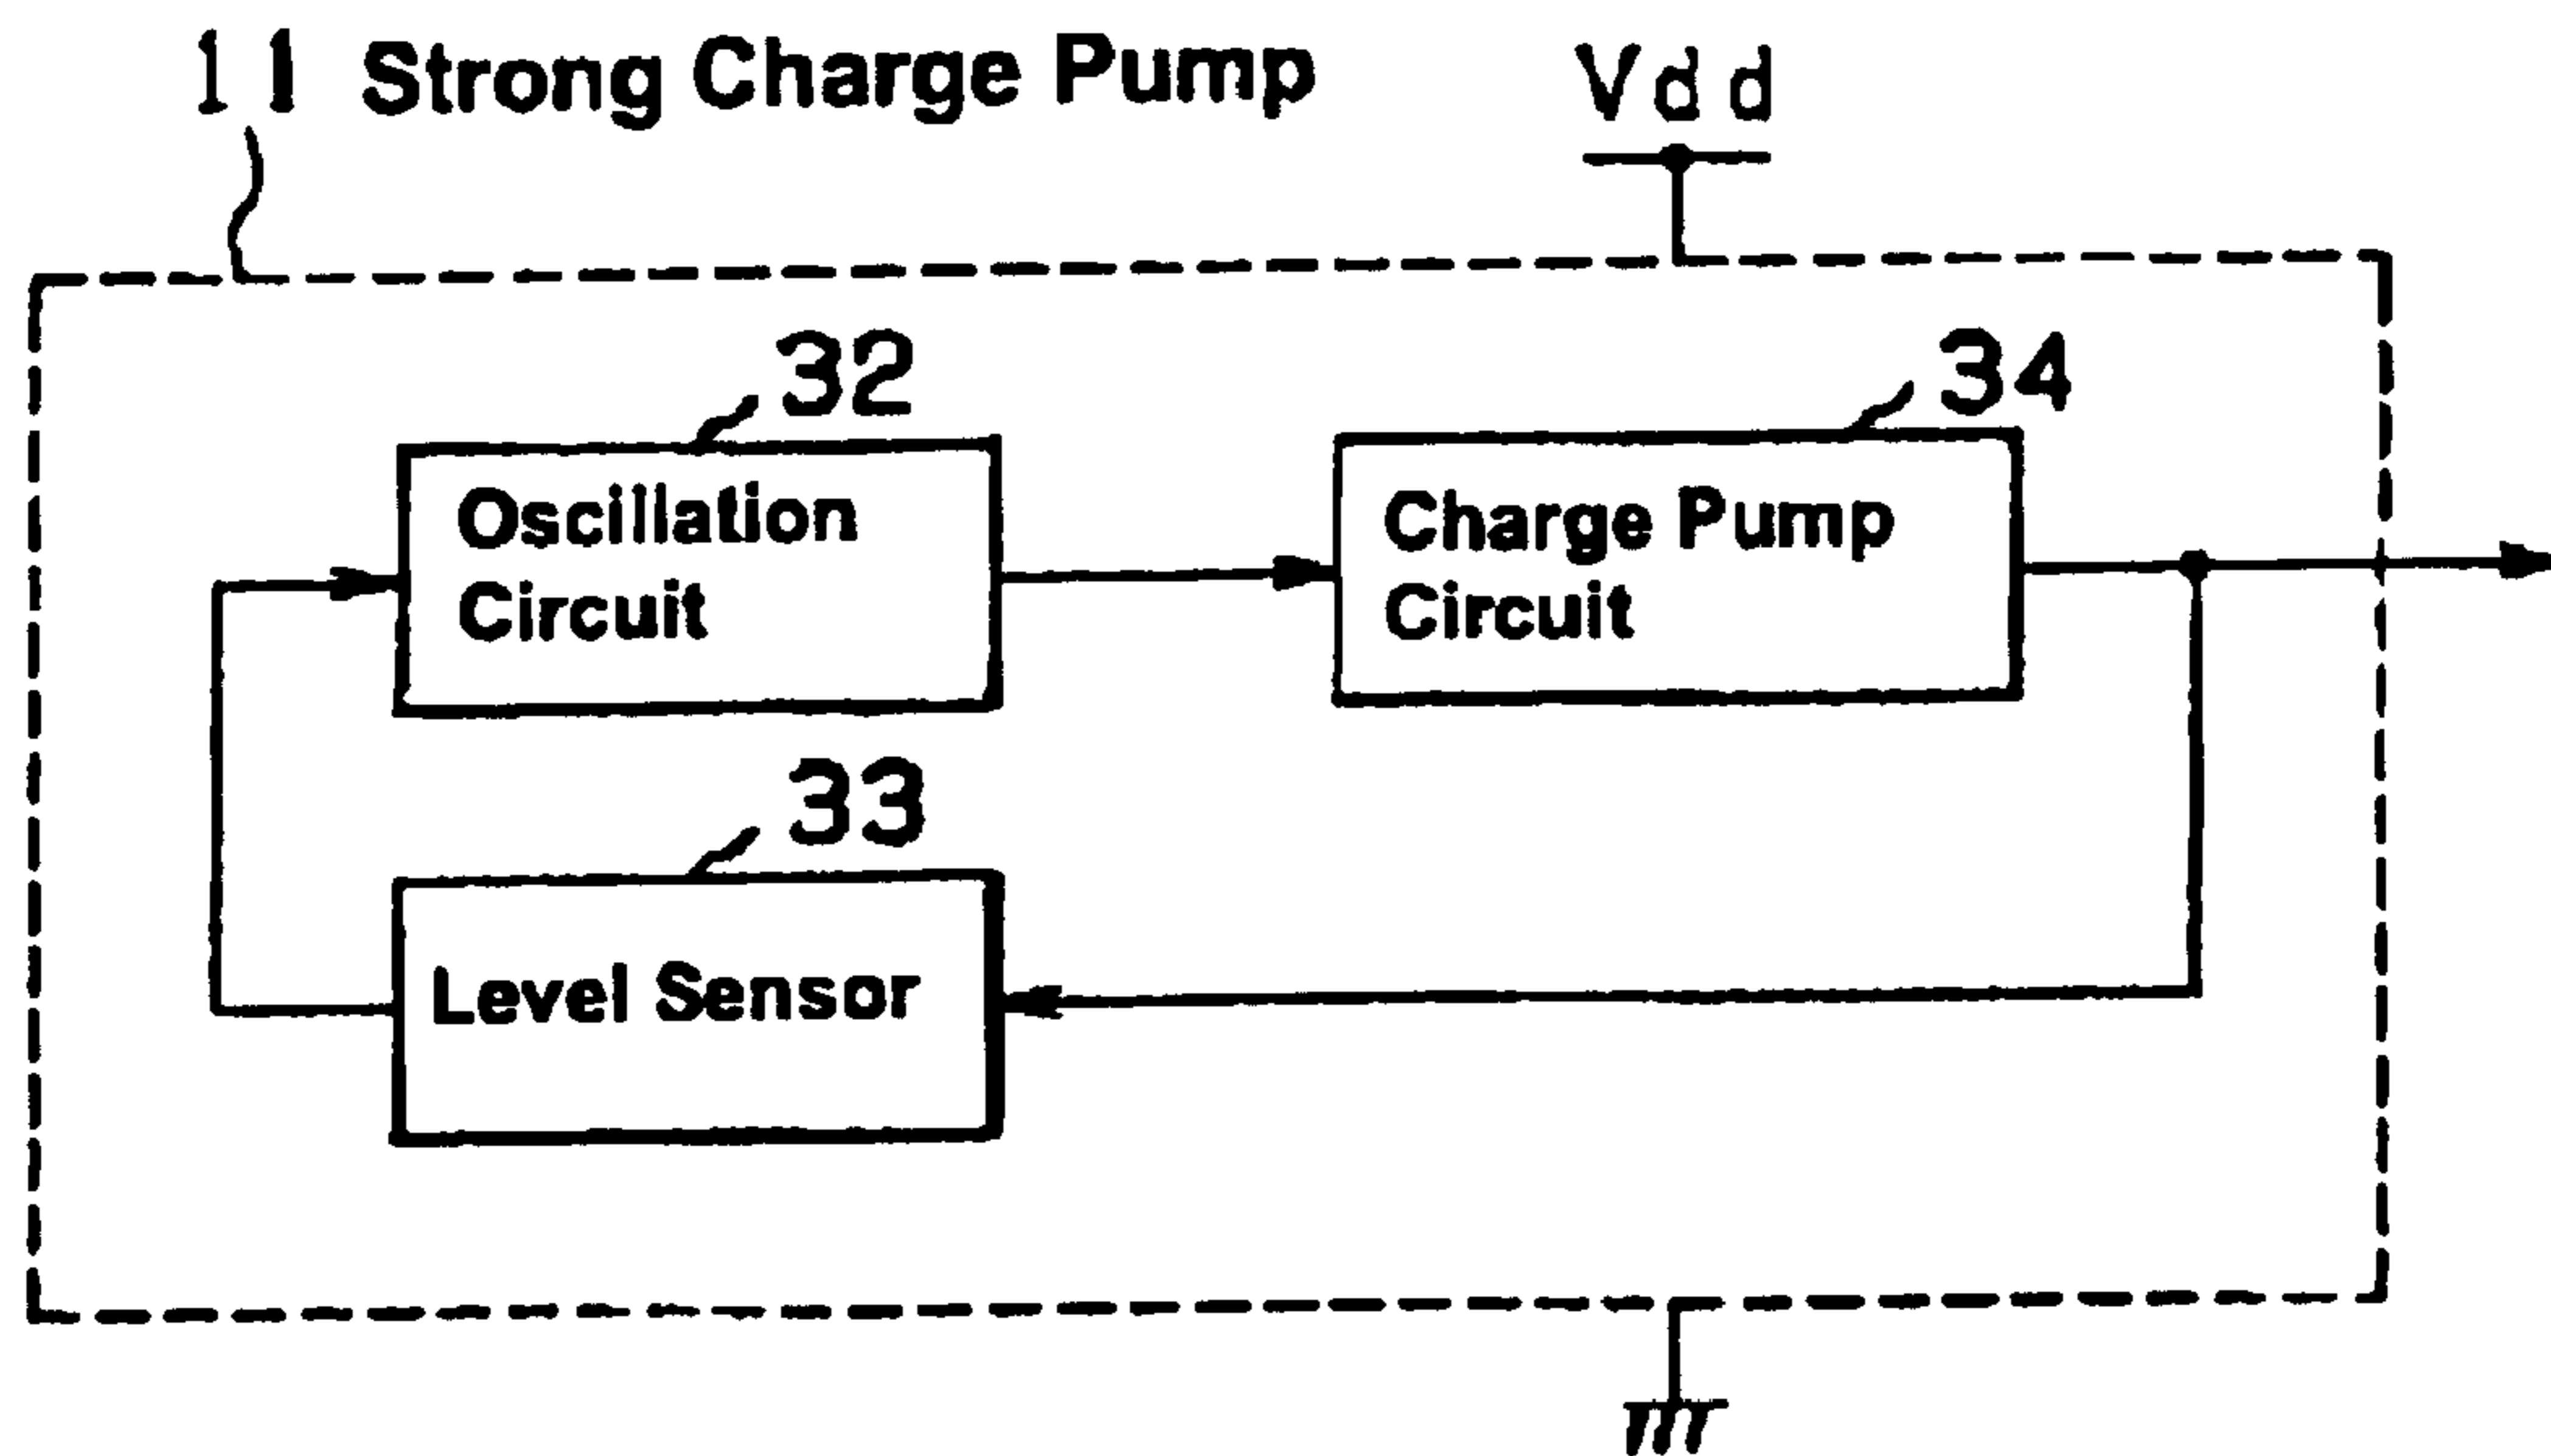 11 Strong Charge Pump
Vdd
32
34
Oscillation
Circuit
Charge Pump
Circuit
33
Level Sensor